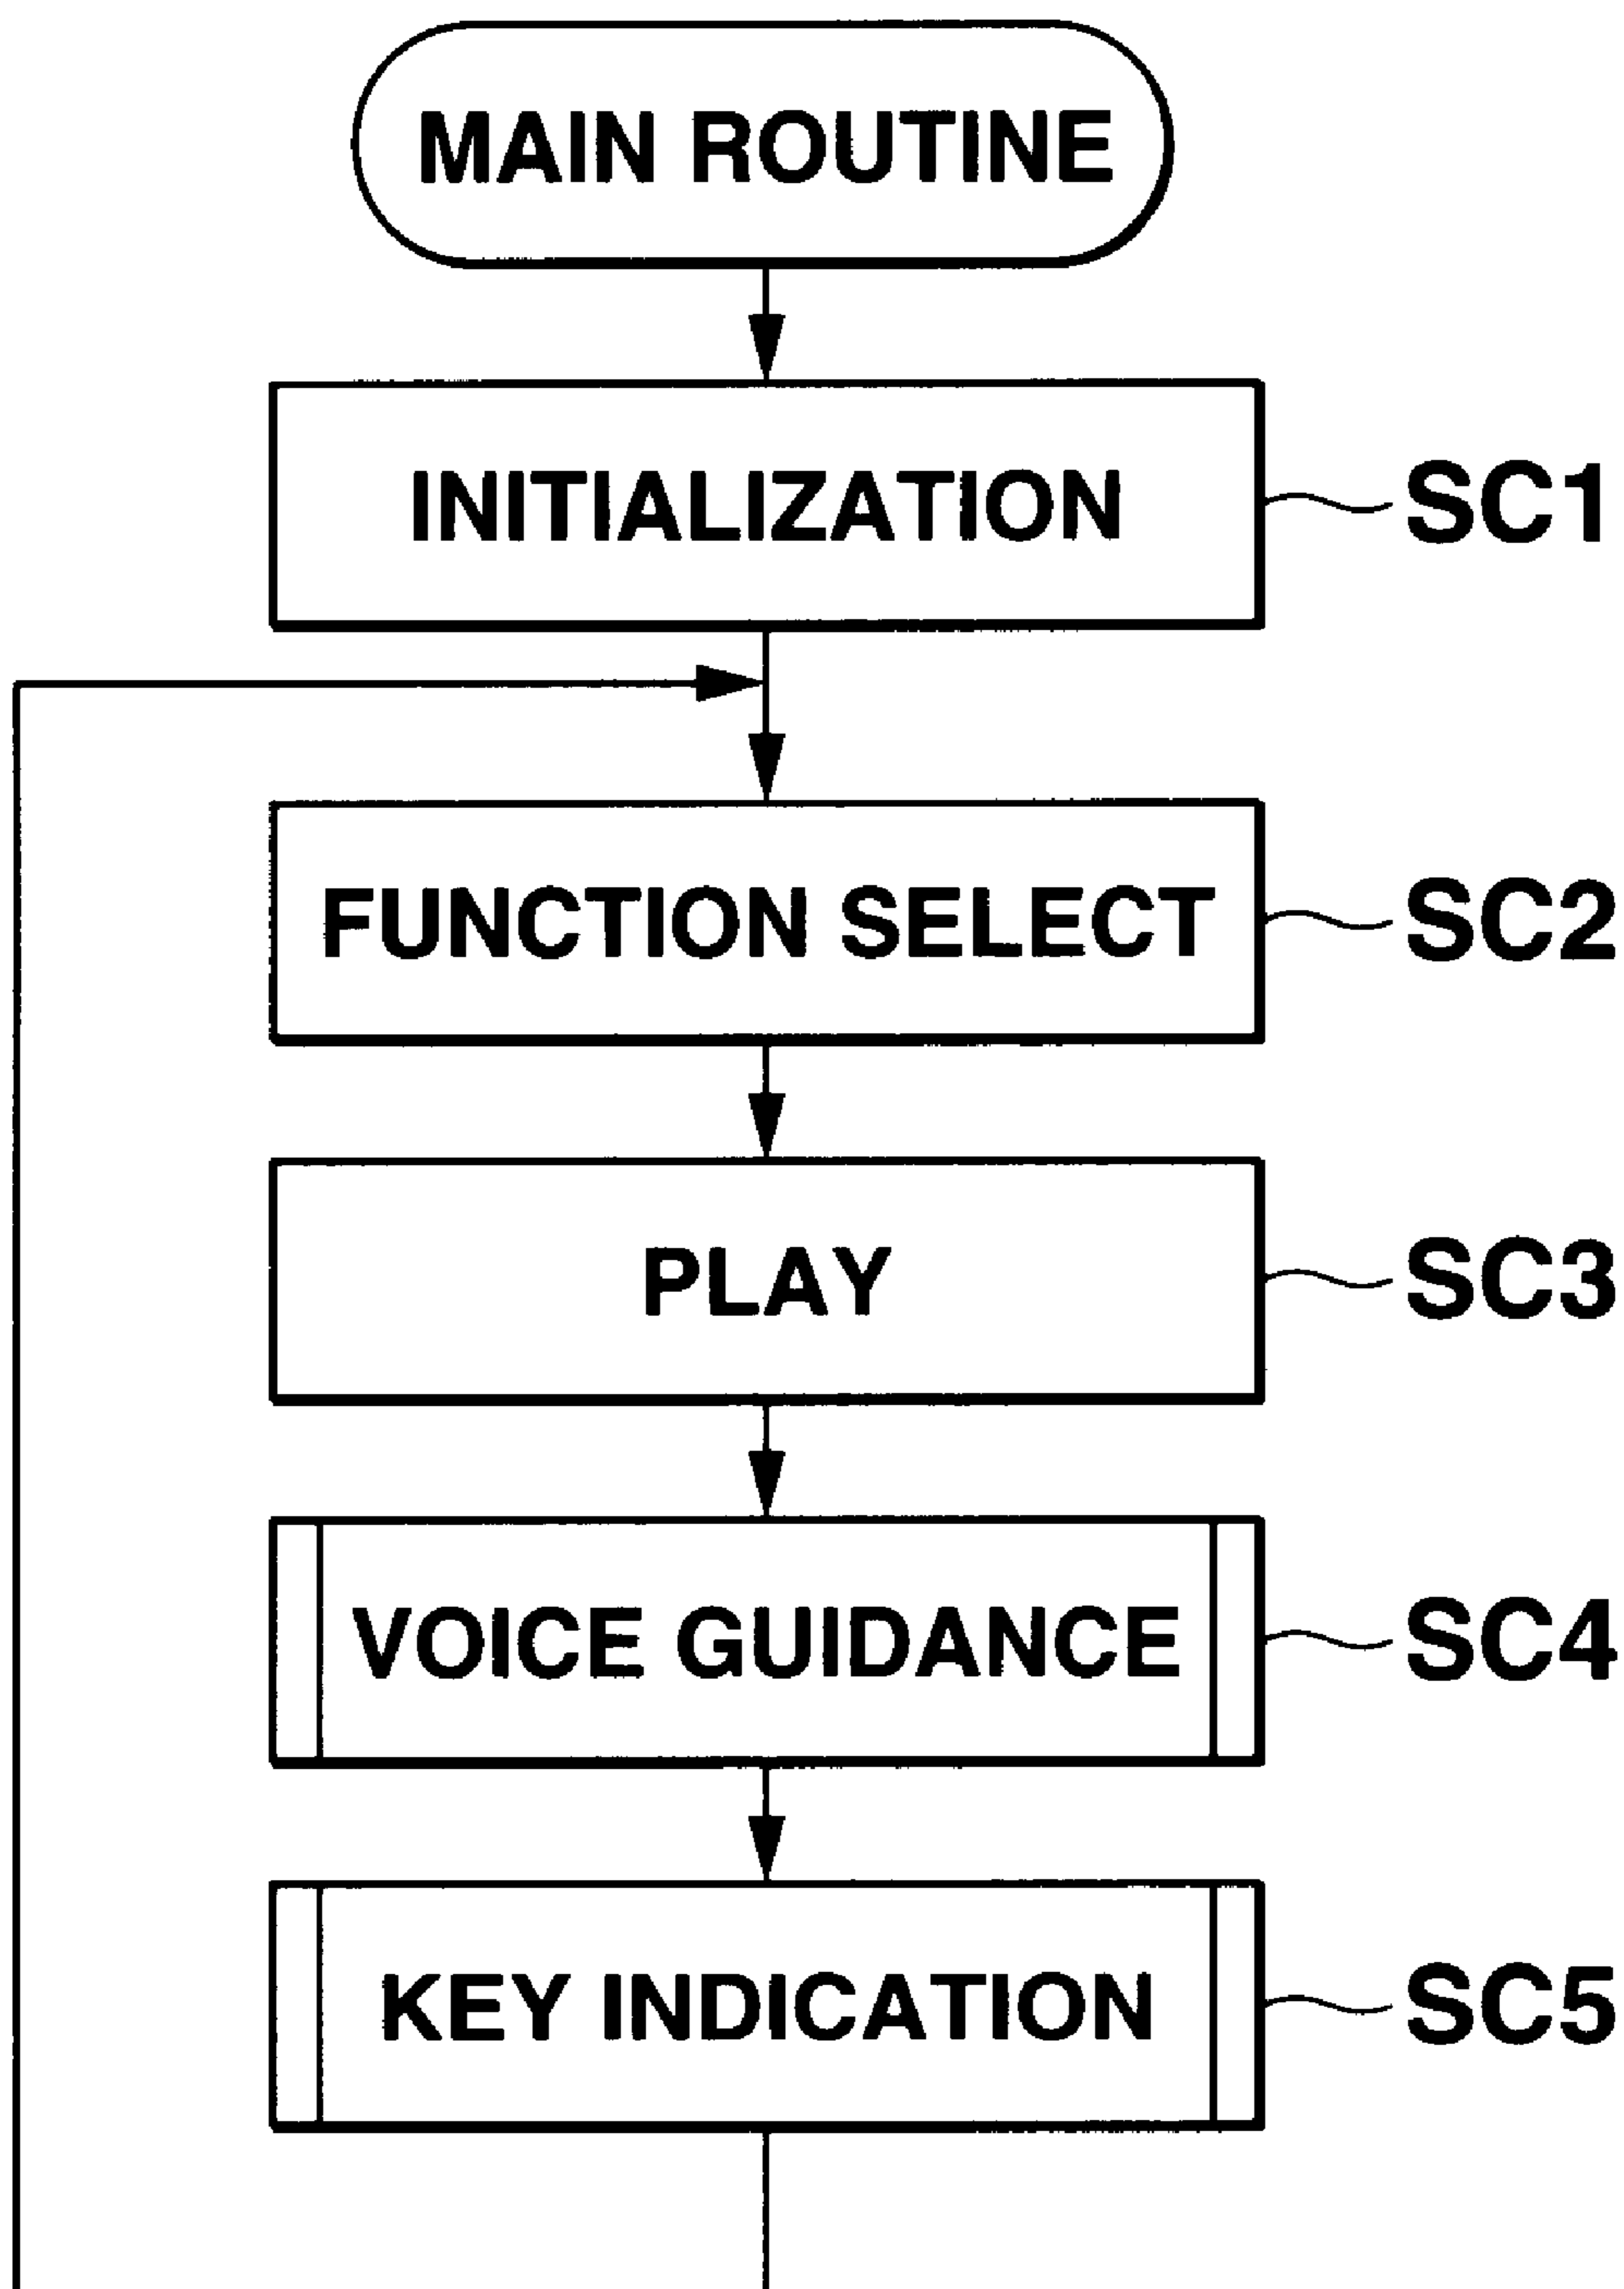 MAIN ROUTINE
INITIALIZATION SC1
FUNCTION SELECT SC2
PLAY SC3
VOICE GUIDANCE SC4
KEY INDICATION SC5